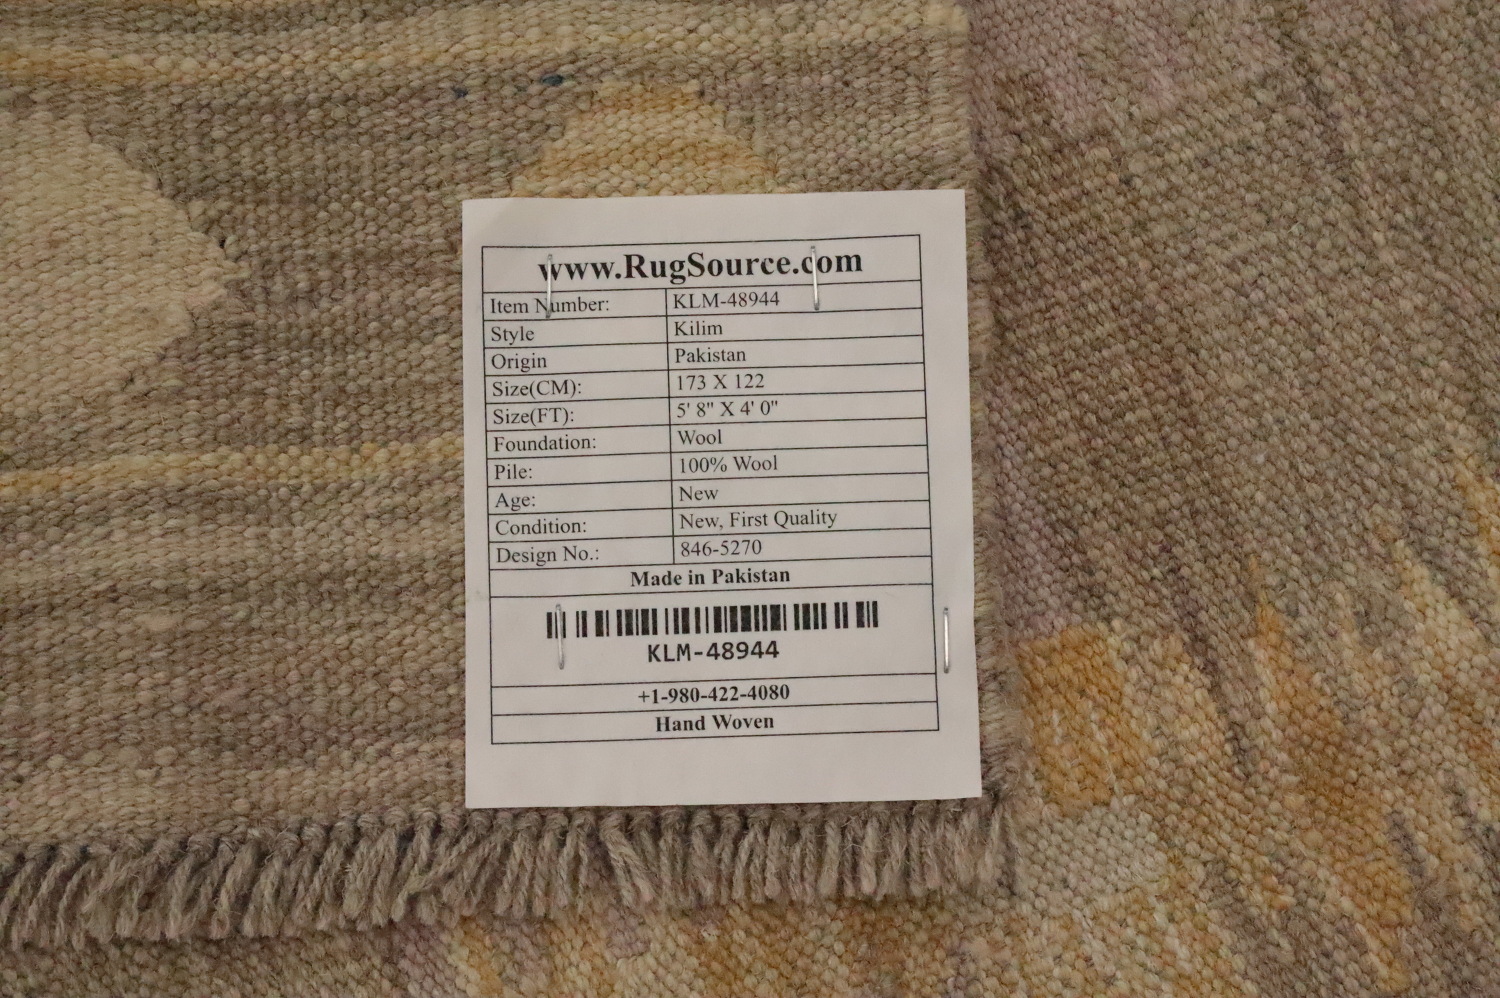 www.RugSource.com
Item Number: KLM-48944
Style Kilim
Origin Pakistan
Size(CM): 173 X 122
Size(FT): 5' 8" X 4' 0"
Foundation: Wool
Pile: 100% Wool
Age: New
Condition: New, First Quality
Design No.: 846-5270
Made in Pakistan
KLM-48944
+1-980-422-4080
Hand Woven